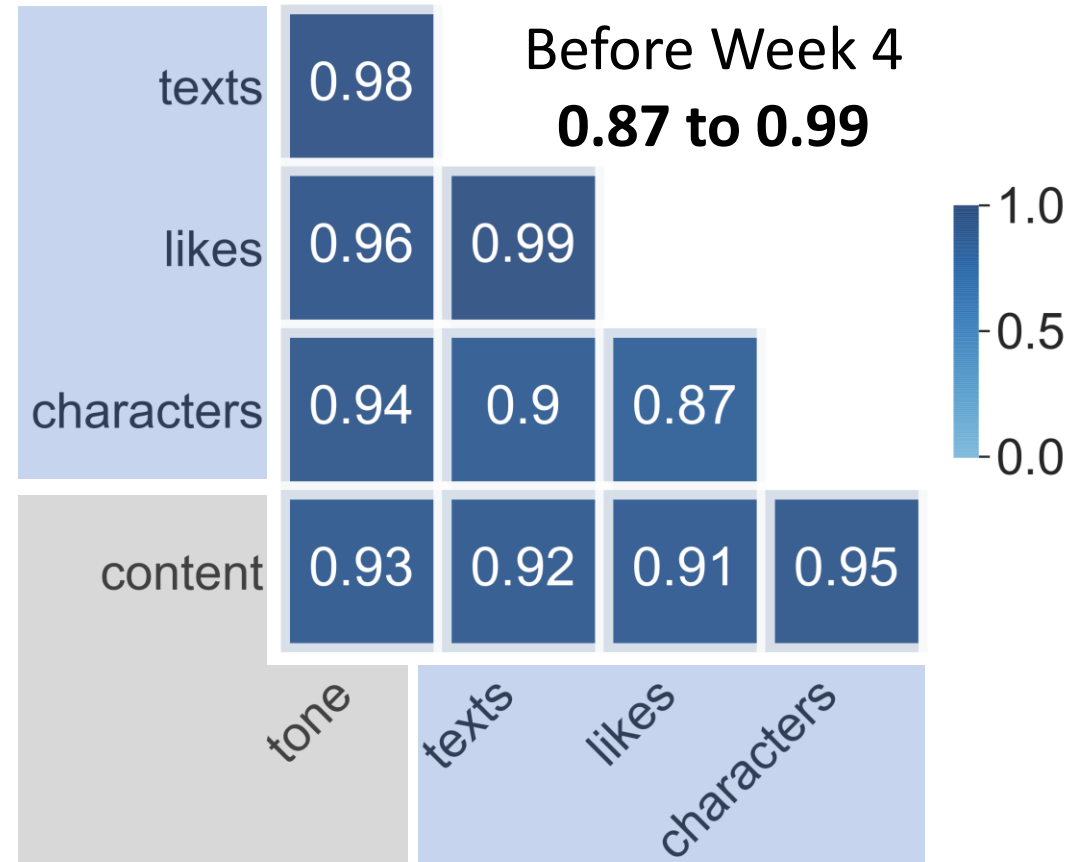 Before Week 4
0.87 to 0.99
texts 0.98
likes 0.96 0.99
characters 0.94 0.9 0.87
content 0.93 0.92 0.91 0.95
tone texts likes characters
1.0
0.5
0.0